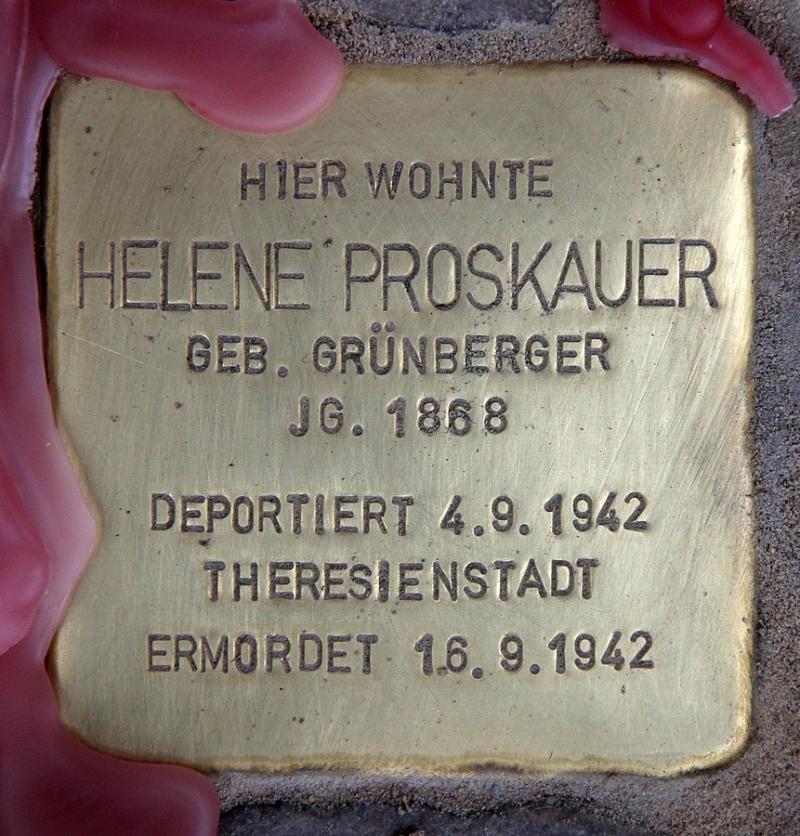 HIER WOHNTE
HELENE PROSKAUER
GEB. GRÜNBERGER
JG. 1868
DEPORTIERT 4.9.1942
THERESIENSTADT
ERMORDET 16.9.1942